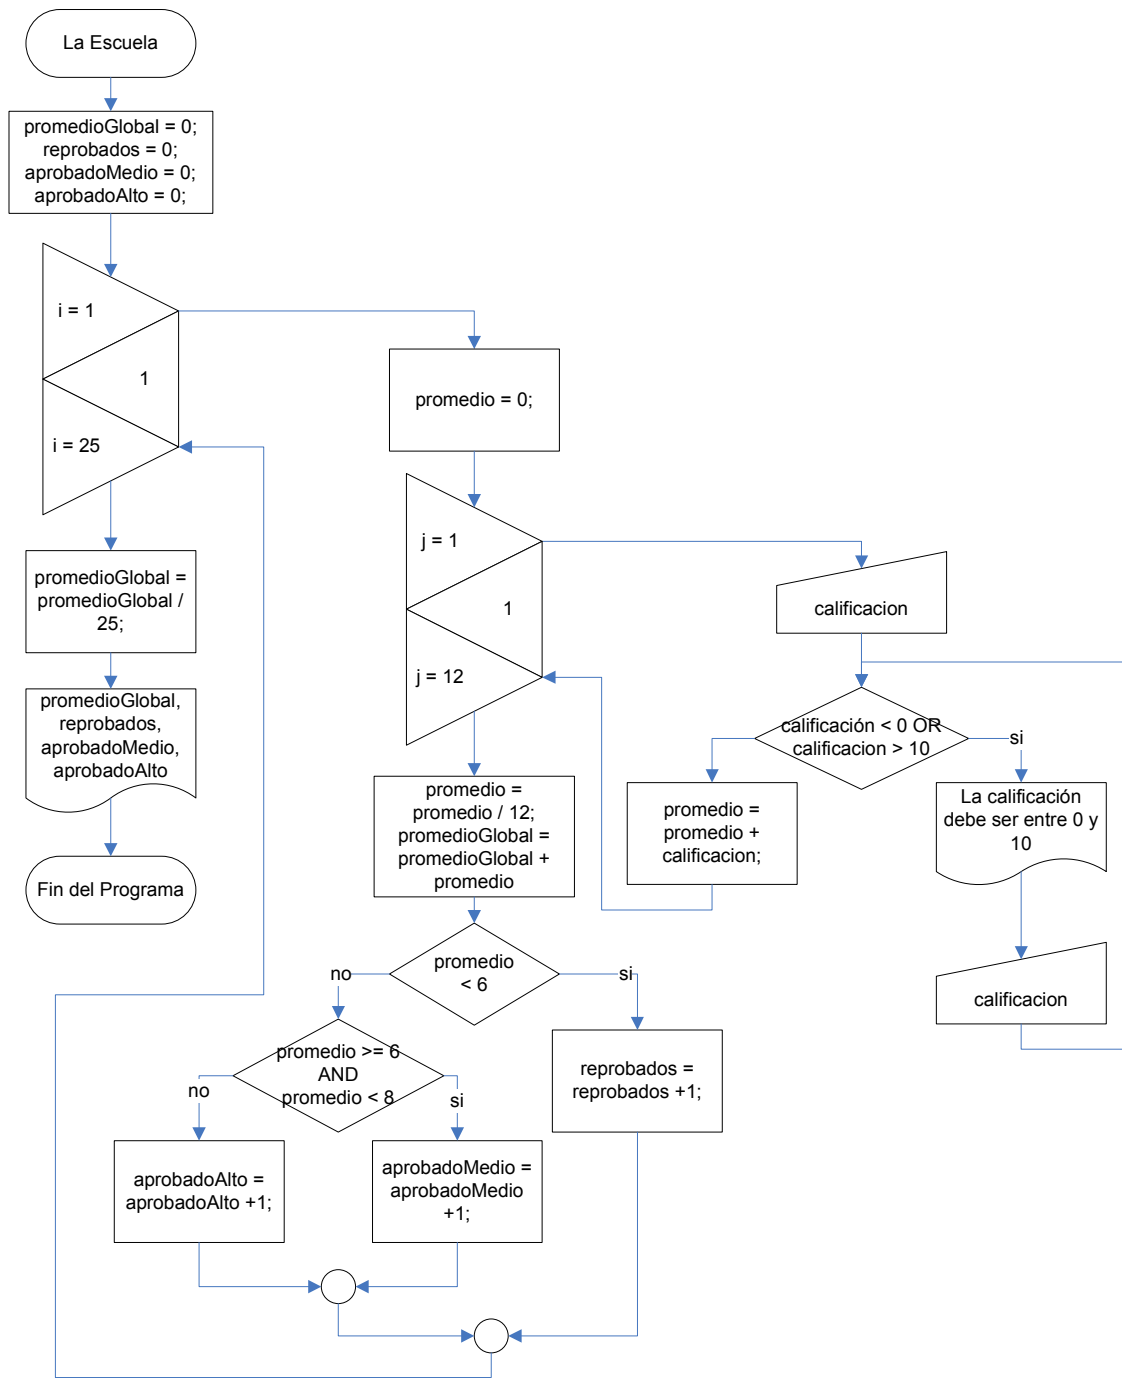 La Escuela
promedioGlobal = 0;
reprobados = 0;
aprobadoMedio = 0;
aprobadoAlto = 0;
i = 1
1
i = 25
promedioGlobal =
promedioGlobal /
25;
promedioGlobal,
reprobados,
aprobadoMedio,
aprobadoAlto
Fin del Programa
promedio = 0;
j = 1
1
j = 12
calificacion
calificación < 0 OR
calificacion > 10
si
promedio =
promedio +
calificacion;
La calificación
debe ser entre 0 y
10
calificacion
promedio =
promedio / 12;
promedioGlobal =
promedioGlobal +
promedio
promedio
< 6
no
si
promedio >= 6
AND
promedio < 8
no
si
reprobados =
reprobados +1;
aprobadoAlto =
aprobadoAlto +1;
aprobadoMedio =
aprobadoMedio
+1;